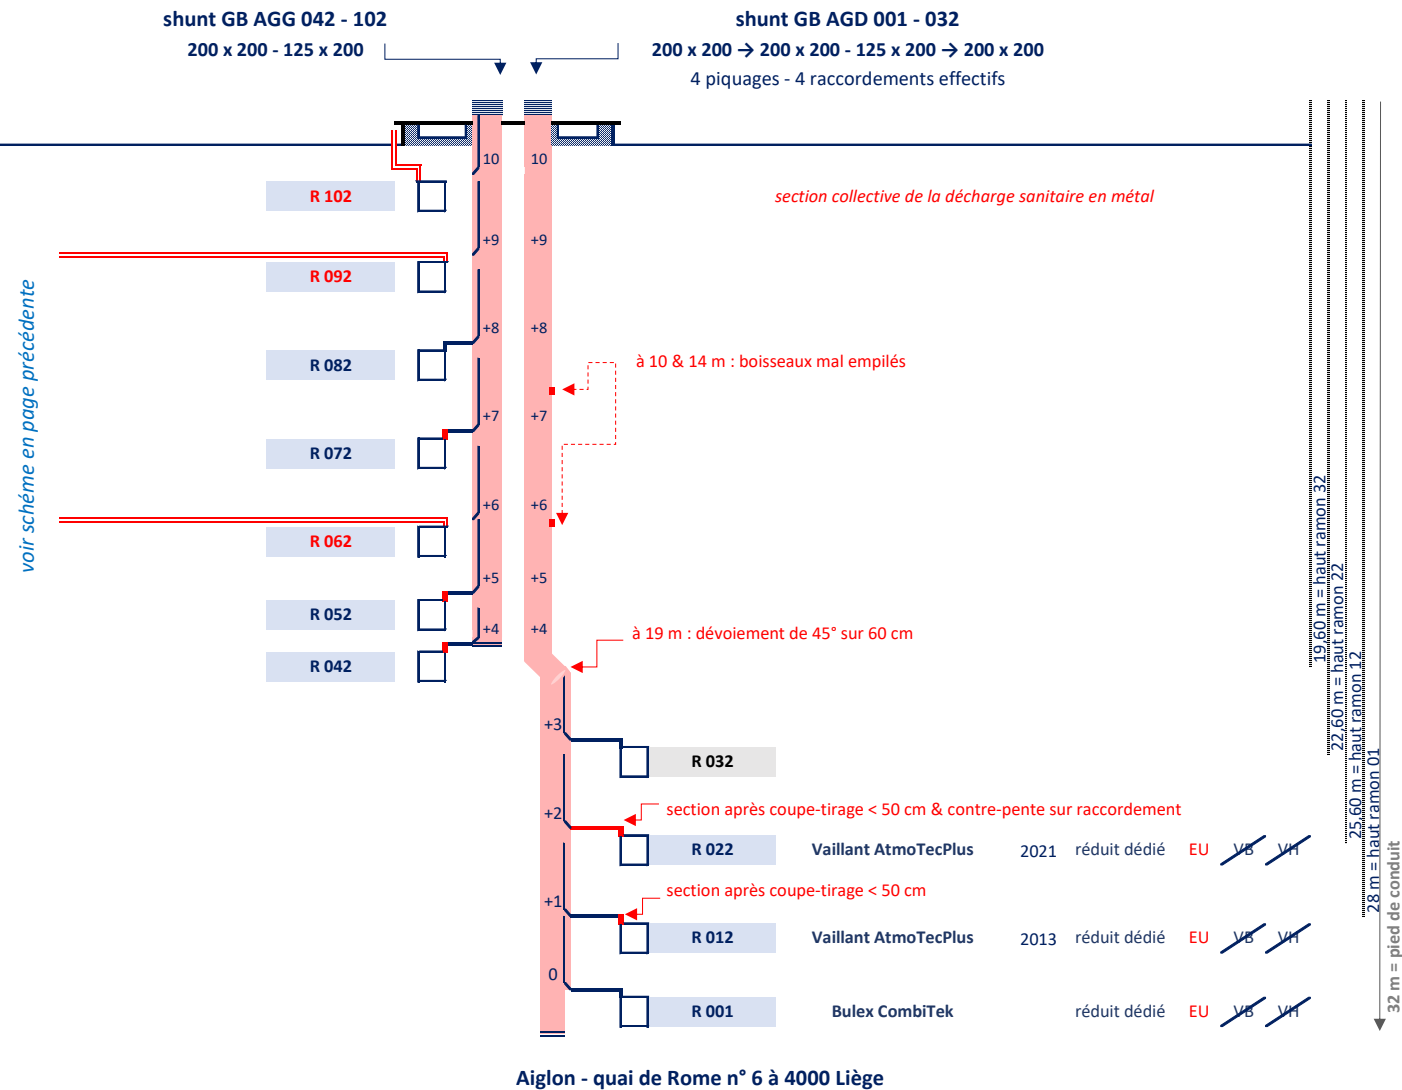 shunt GB AGG 042 - 102
200 x 200 - 125 x 200
shunt GB AGD 001 - 032
200 x 200 → 200 x 200 - 125 x 200 → 200 x 200
4 piquages - 4 raccordements effectifs
10
10
R 102
section collective de la décharge sanitaire en métal
+9
+9
R 092
voir schéme en page précédente
+8
+8
R 082
à 10 & 14 m : boisseaux mal empilés
+7
+7
R 072
+6
+6
R 062
+5
+5
R 052
+4
+4
à 19 m : dévoiement de 45° sur 60 cm
R 042
19,60 m = haut ramon 32
22,60 m = haut ramon 22
25,60 m = haut ramon 12
28 m = haut ramon 01
32 m = pied de conduit
+3
R 032
+2
section après coupe-tirage < 50 cm & contre-pente sur raccordement
R 022 Vaillant AtmoTecPlus 2021 réduit dédié EU VB VH
section après coupe-tirage < 50 cm
+1
R 012 Vaillant AtmoTecPlus 2013 réduit dédié EU VB VH
0
R 001 Bulex CombiTek réduit dédié EU VB VH
Aiglon - quai de Rome n° 6 à 4000 Liège